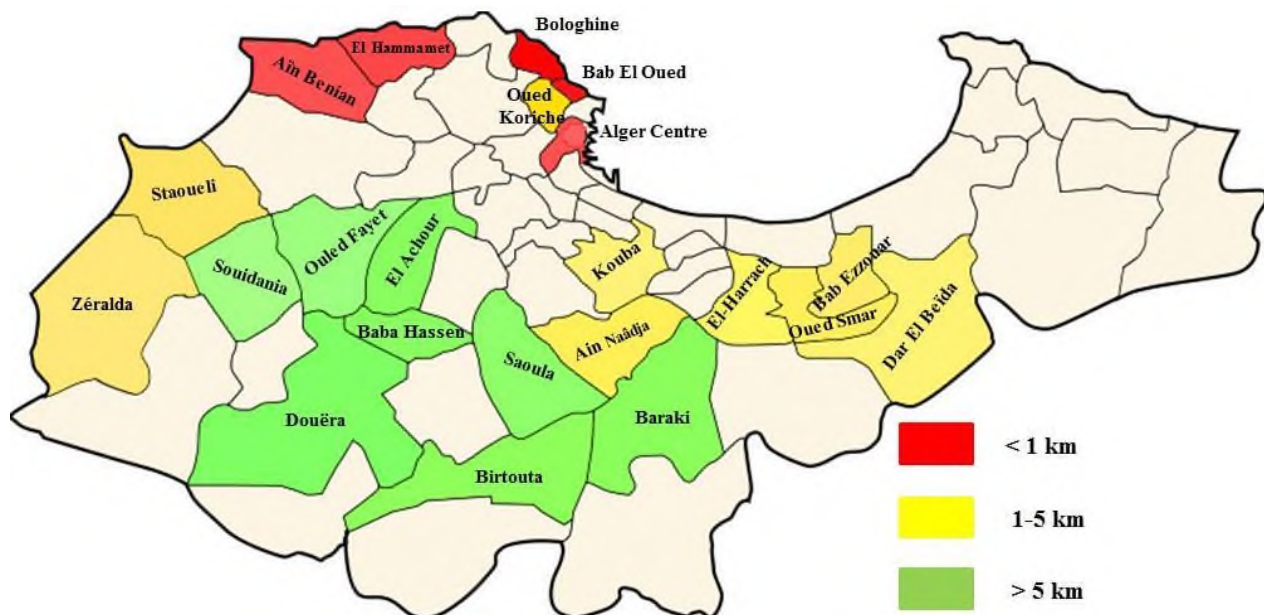 Bologhine
El Hammamet
Aïn Benian
Bab El Oued
Oued
Koriche
Alger Centre
Staoueli
Ouled Fayet
El Achour
Kouba
Souidania
Zéralda
El-Harrach
Bab Ezzouar
Oued Smar
Dar El Beïda
Baba Hassen
Saoula
Ain Naâdja
Douëra
Baraki
Birtouta
< 1 km
1-5 km
> 5 km